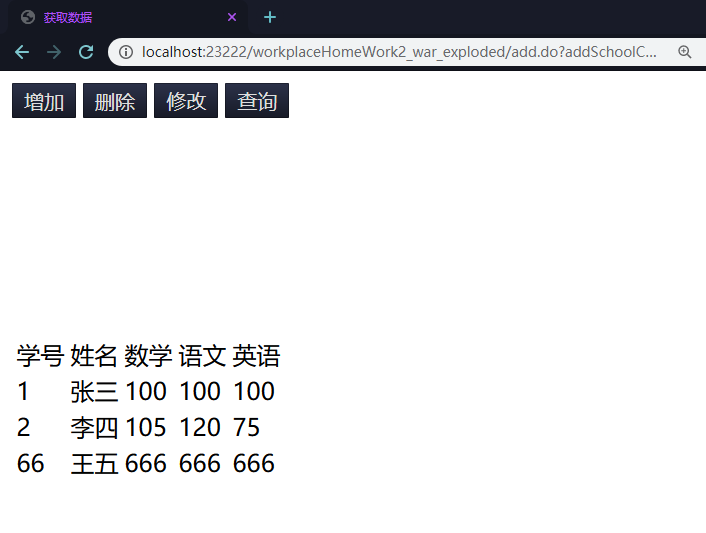 获取数据
localhost:23222/workplaceHomeWork2_war_exploded/add.do?addSchoolC...
增加 删除 修改 查询
学号 姓名 数学 语文 英语
1 张三 100 100 100
2 李四 105 120 75
66 王五 666 666 666